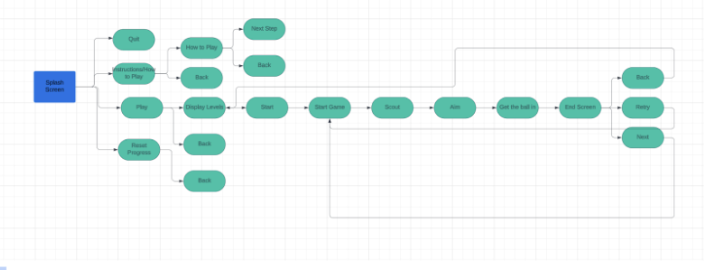 Splash
Screen
Quit
Instructions/How
to Play
How to Play
Next Step
Back
Back
Play
Display Levels
Start
Start Game
Scout
Aim
Get the ball in
End Screen
Back
Retry
Next
Back
Reset
Progress
Back